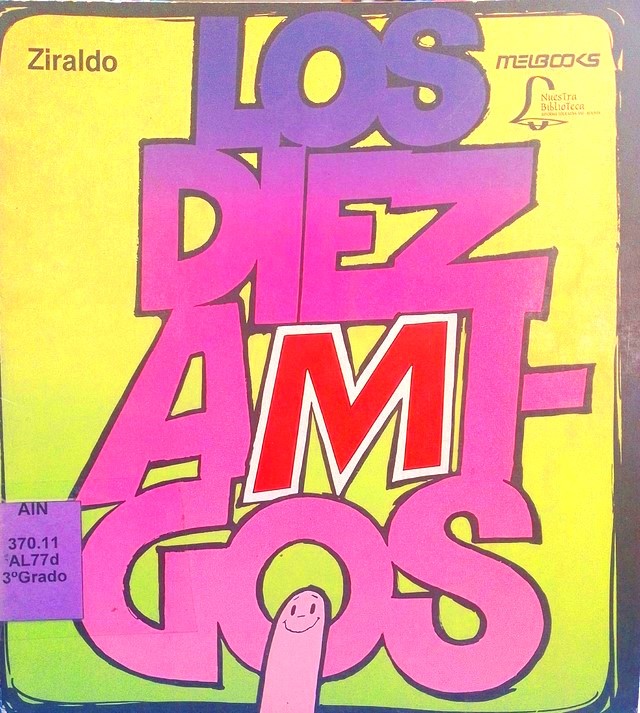 Ziraldo
MELBOOKS
Nuestra
Biblioteca
LOS
DIEZ
AMI-
GOS
AIN
370.11
AL77d
3ºGrado